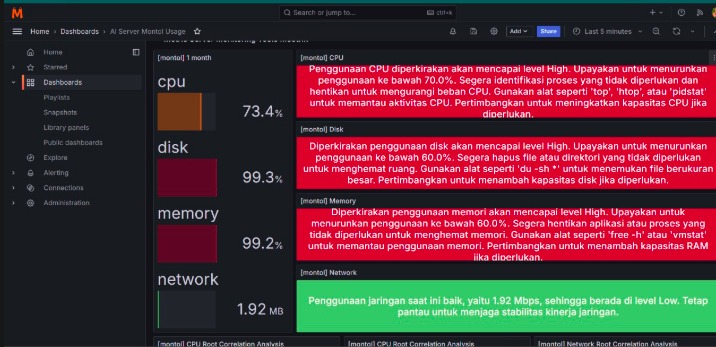 Search or jump to...
ctrl+k
Home > Dashboards > AI Server Montol Usage
Add
Share
Last 5 minutes
Home
Starred
Dashboards
Playlists
Snapshots
Library panels
Public dashboards
Explore
Alerting
Connections
Administration
[montol] 1 month
cpu
73.4%
disk
99.3%
memory
99.2%
network
1.92 MB
[montol] CPU
Penggunaan CPU diperkirakan akan mencapai level High. Upayakan untuk menurunkan
penggunaan ke bawah 70.0%. Segera identifikasi proses yang tidak diperlukan dan
hentikan untuk mengurangi beban CPU. Gunakan alat seperti 'top', 'htop', atau 'pidstat'
untuk memantau aktivitas CPU. Pertimbangkan untuk meningkatkan kapasitas CPU jika
diperlukan.
[montol] Disk
Diperkirakan penggunaan disk akan mencapai level High. Upayakan untuk menurunkan
penggunaan ke bawah 60.0%. Segera hapus file atau direktori yang tidak diperlukan
untuk menghemat ruang. Gunakan alat seperti 'du -sh *' untuk menemukan file berukuran
besar. Pertimbangkan untuk menambah kapasitas disk jika diperlukan.
[montol] Memory
Diperkirakan penggunaan memori akan mencapai level High. Upayakan untuk
menurunkan penggunaan ke bawah 60.0%. Segera hentikan aplikasi atau proses yang
tidak diperlukan untuk menghemat memori. Gunakan alat seperti 'free -h' atau 'vmstat'
untuk memantau penggunaan memori. Pertimbangkan untuk menambah kapasitas RAM
jika diperlukan.
[montol] Network
Penggunaan jaringan saat ini baik, yaitu 1.92 Mbps, sehingga berada di level Low. Tetap
pantau untuk menjaga stabilitas kinerja jaringan.
[montol] CPU Root Correlation Analysis
[montol] CPU Root Correlation Analysis
[montol] Network Root Correlation Analysis